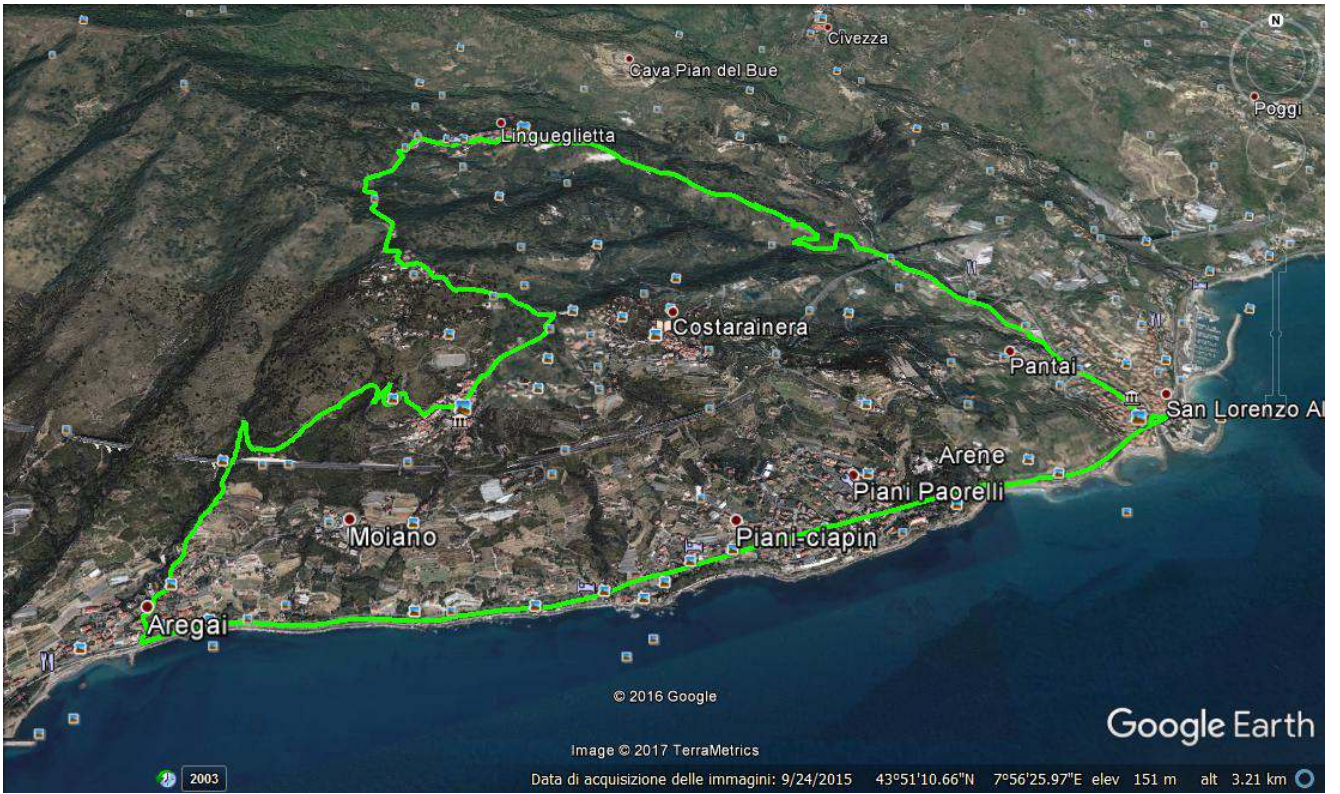 N
Civezza
Cava Pian del Bue
Poggi
Lingueglietta
Costarainera
Pantai
San Lorenzo Al
Arene
Piani Paorelli
Piani-ciapin
Moiano
Aregai
© 2016 Google
Google Earth
Image © 2017 TerraMetrics
2003
Data di acquisizione delle immagini: 9/24/2015 43°51'10.66"N 7°56'25.97"E elev 151 m alt 3.21 km